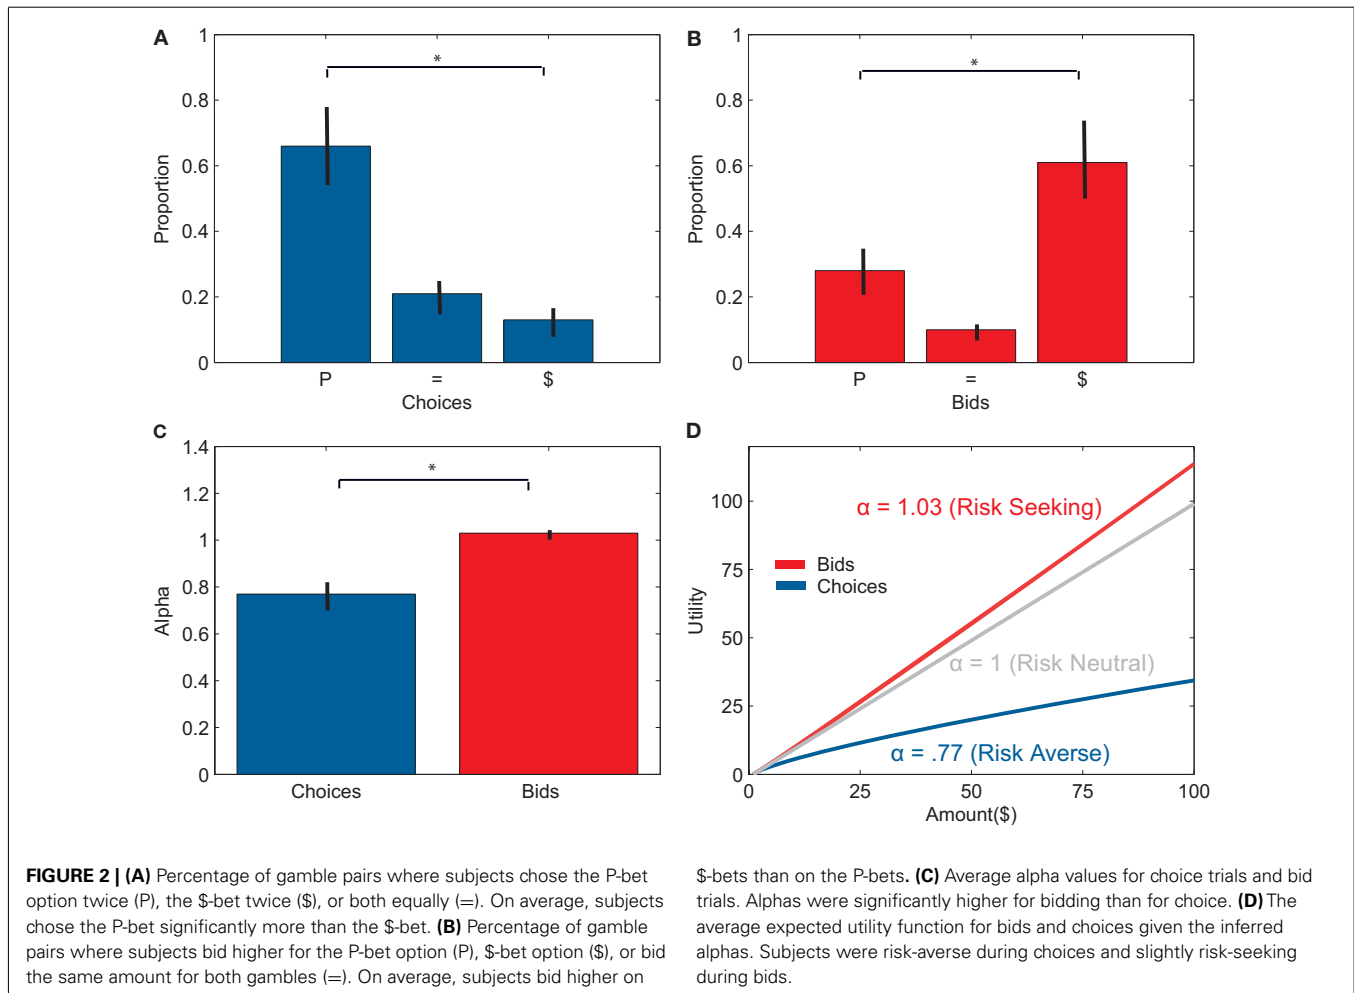 A
1
0.8
0.6
0.4
0.2
0
Proportion
*
P = $
Choices
B
1
0.8
0.6
0.4
0.2
0
Proportion
*
P = $
Bids
C
1.4
1.2
1
0.8
0.6
0.4
0.2
0
Alpha
*
Choices Bids
D
100
75
50
25
0
Utility
α = 1.03 (Risk Seeking)
Bids
Choices
α = 1 (Risk Neutral)
α = .77 (Risk Averse)
0 25 50 75 100
Amount($)
FIGURE 2 | (A) Percentage of gamble pairs where subjects chose the P-bet
option twice (P), the $-bet twice ($), or both equally (=). On average, subjects
chose the P-bet significantly more than the $-bet. (B) Percentage of gamble
pairs where subjects bid higher for the P-bet option (P), $-bet option ($), or bid
the same amount for both gambles (=). On average, subjects bid higher on
$-bets than on the P-bets. (C) Average alpha values for choice trials and bid
trials. Alphas were significantly higher for bidding than for choice. (D) The
average expected utility function for bids and choices given the inferred
alphas. Subjects were risk-averse during choices and slightly risk-seeking
during bids.